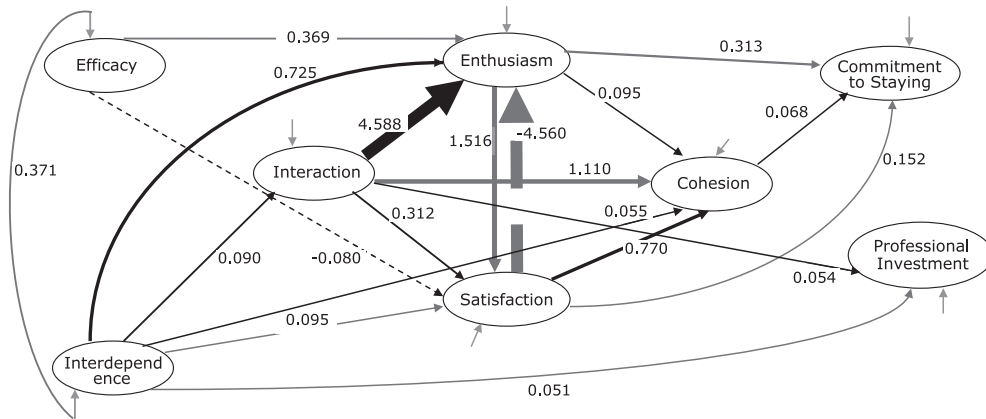 0.369
Efficacy
Enthusiasm
0.313
Commitment
to Staying
0.725
0.095
0.068
4.588
1.516
-4.560
0.371
Interaction
1.110
Cohesion
0.152
0.312
0.055
0.090
-0.080
0.770
Professional
Investment
0.054
Satisfaction
0.095
Interdepend
ence
0.051